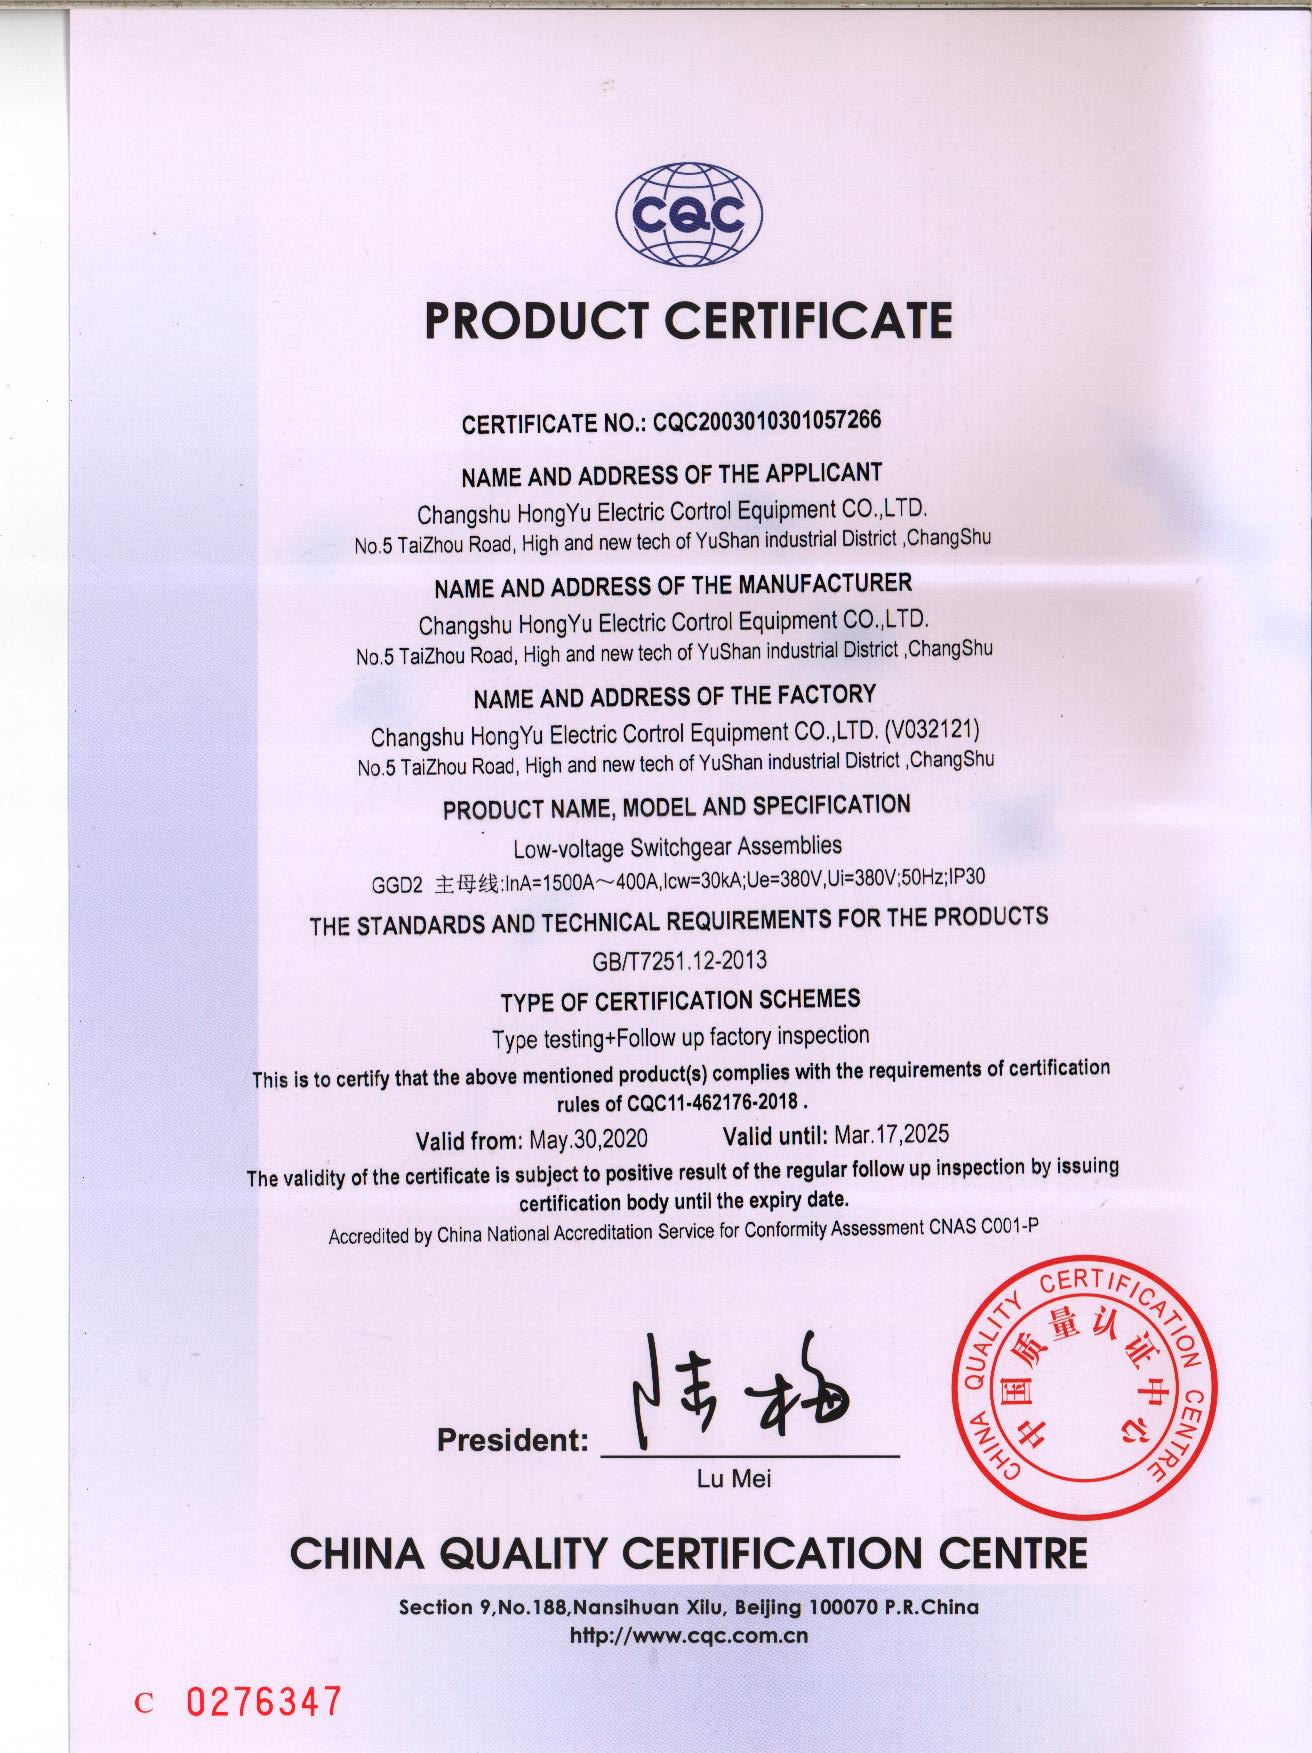 CQC
PRODUCT CERTIFICATE
CERTIFICATE NO.: CQC2003010301057266
NAME AND ADDRESS OF THE APPLICANT
Changshu HongYu Electric Cortrol Equipment CO.,LTD.
No.5 TaiZhou Road, High and new tech of YuShan industrial District ,ChangShu
NAME AND ADDRESS OF THE MANUFACTURER
Changshu HongYu Electric Cortrol Equipment CO.,LTD.
No.5 TaiZhou Road, High and new tech of YuShan industrial District ,ChangShu
NAME AND ADDRESS OF THE FACTORY
Changshu HongYu Electric Cortrol Equipment CO.,LTD. (V032121)
No.5 TaiZhou Road, High and new tech of YuShan industrial District ,ChangShu
PRODUCT NAME, MODEL AND SPECIFICATION
Low-voltage Switchgear Assemblies
GGD2 主母线:InA=1500A～400A,Icw=30kA;Ue=380V,Ui=380V;50Hz;IP30
THE STANDARDS AND TECHNICAL REQUIREMENTS FOR THE PRODUCTS
GB/T7251.12-2013
TYPE OF CERTIFICATION SCHEMES
Type testing+Follow up factory inspection
This is to certify that the above mentioned product(s) complies with the requirements of certification
rules of CQC11-462176-2018 .
Valid from: May.30,2020 Valid until: Mar.17,2025
The validity of the certificate is subject to positive result of the regular follow up inspection by issuing
certification body until the expiry date.
Accredited by China National Accreditation Service for Conformity Assessment CNAS C001-P
CHINA QUALITY CERTIFICATION CENTRE
中国质量认证中心
陆梅
President:
Lu Mei
CHINA QUALITY CERTIFICATION CENTRE
Section 9,No.188,Nansihuan Xilu, Beijing 100070 P.R.China
http://www.cqc.com.cn
C 0276347